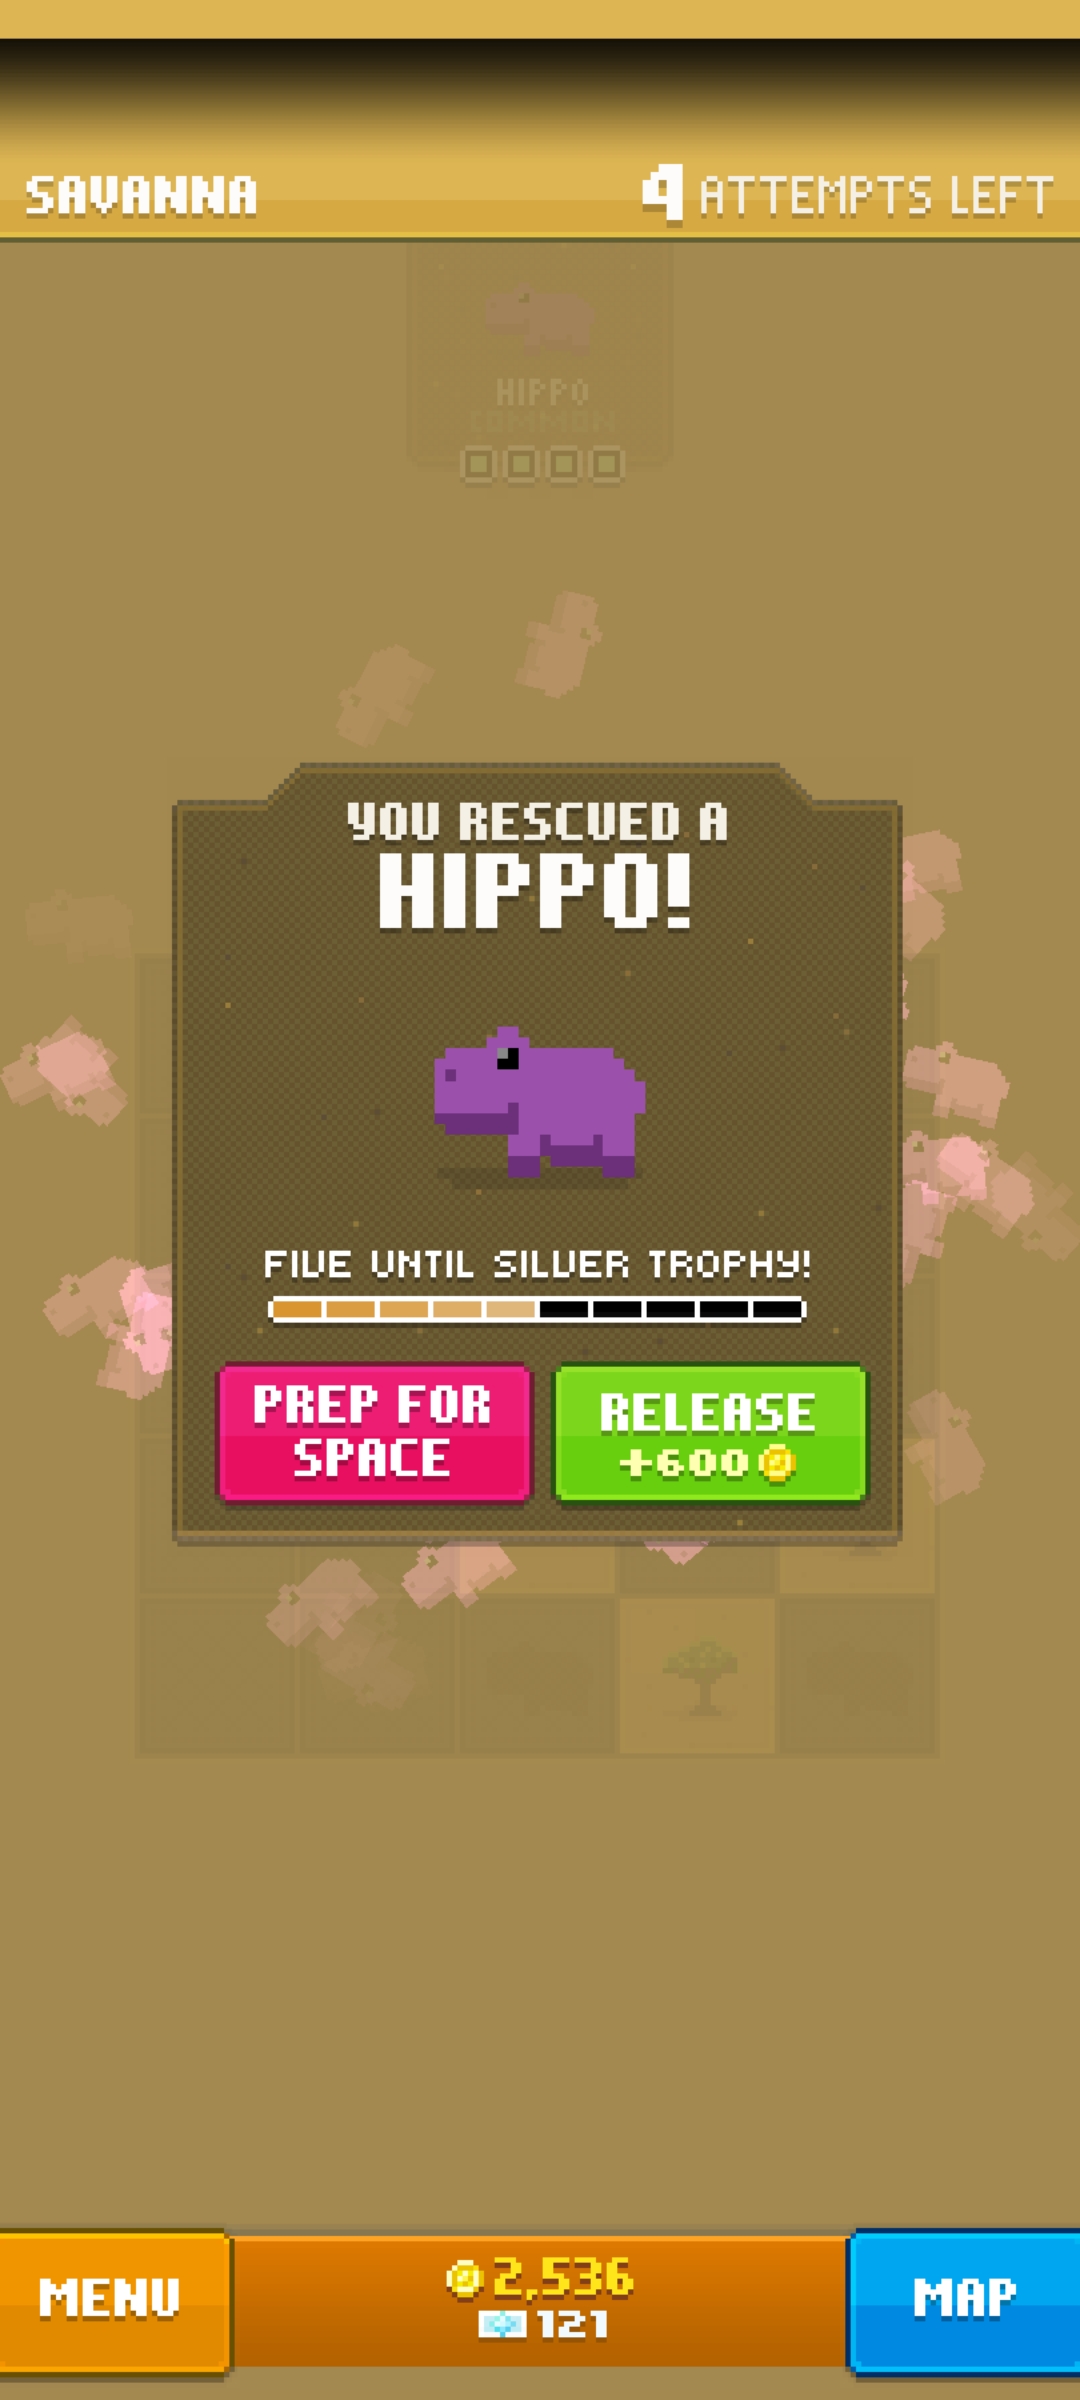 SAVANNA
4 ATTEMPTS LEFT
HIPPO
COMMON
YOU RESCUED A
HIPPO!
FIVE UNTIL SILVER TROPHY!
PREP FOR
SPACE
RELEASE
+600
MENU
2,536
121
MAP